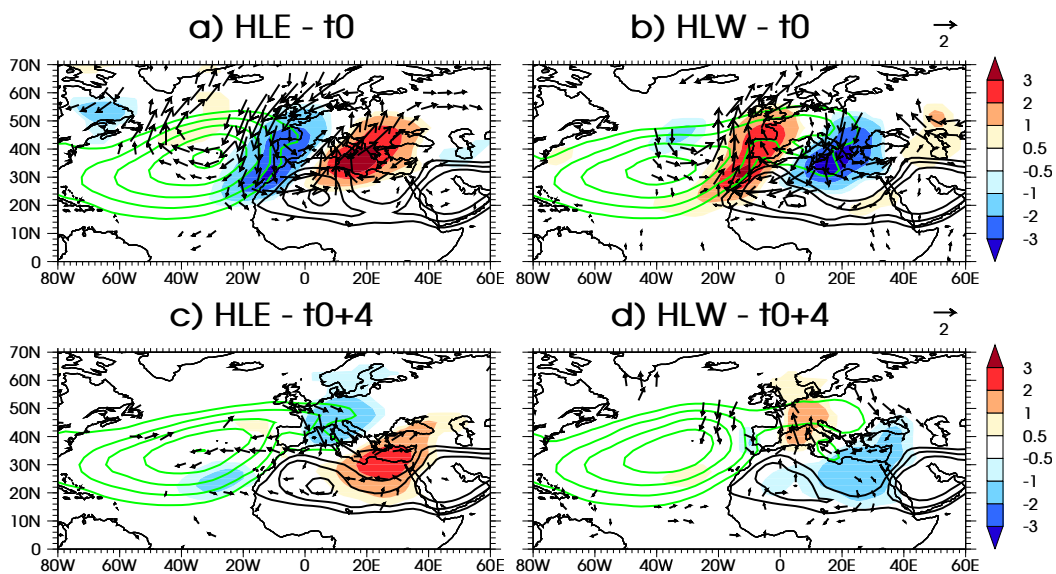 a) HLE - t0
b) HLW - t0
2
70N
60N
50N
40N
30N
20N
10N
0
80W 60W 40W 20W 0 20E 40E 60E
80W 60W 40W 20W 0 20E 40E 60E
3
2
1
0.5
-0.5
-1
-2
-3
c) HLE - t0+4
d) HLW - t0+4
2
70N
60N
50N
40N
30N
20N
10N
0
80W 60W 40W 20W 0 20E 40E 60E
80W 60W 40W 20W 0 20E 40E 60E
3
2
1
0.5
-0.5
-1
-2
-3